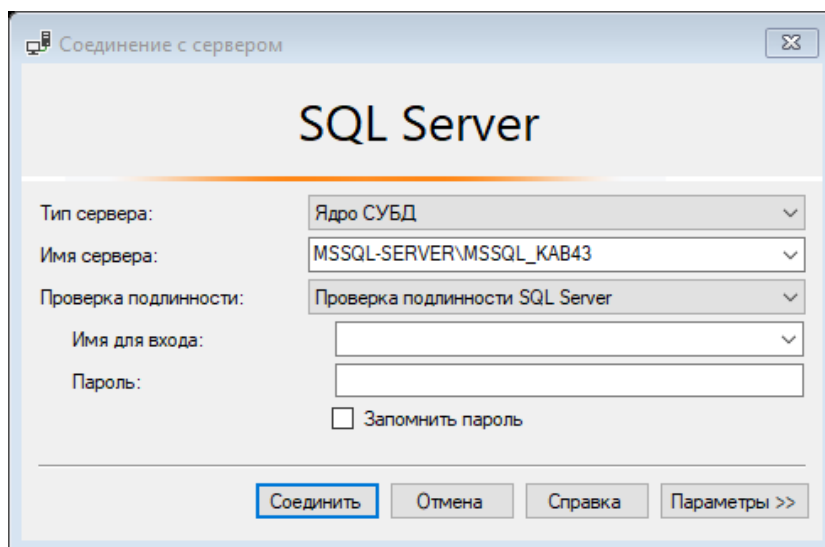 Соединение с сервером
SQL Server
Тип сервера: Ядро СУБД
Имя сервера: MSSQL-SERVER\MSSQL_KAB43
Проверка подлинности: Проверка подлинности SQL Server
Имя для входа:
Пароль:
Запомнить пароль
Соединить Отмена Справка Параметры >>